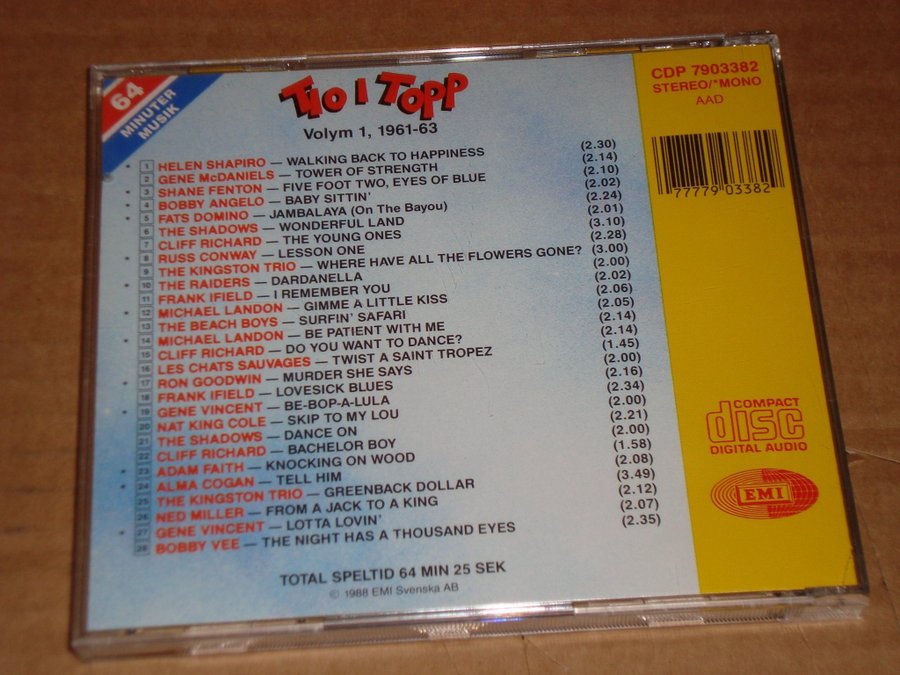 64
MINUTER
MUSIK
TIO I TOPP
Volym 1, 1961-63
1 HELEN SHAPIRO — WALKING BACK TO HAPPINESS (2.30)
2 GENE McDANIELS — TOWER OF STRENGTH (2.14)
3 SHANE FENTON — FIVE FOOT TWO, EYES OF BLUE (2.10)
4 BOBBY ANGELO — BABY SITTIN' (2.02)
5 FATS DOMINO — JAMBALAYA (On The Bayou) (2.24)
6 THE SHADOWS — WONDERFUL LAND (2.01)
7 CLIFF RICHARD — THE YOUNG ONES (3.10)
8 RUSS CONWAY — LESSON ONE (2.28)
9 THE KINGSTON TRIO — WHERE HAVE ALL THE FLOWERS GONE? (3.00)
10 THE RAIDERS — DARDANELLA (2.00)
11 FRANK IFIELD — I REMEMBER YOU (2.02)
12 MICHAEL LANDON — GIMME A LITTLE KISS (2.06)
13 THE BEACH BOYS — SURFIN' SAFARI (2.05)
14 MICHAEL LANDON — BE PATIENT WITH ME (2.14)
15 CLIFF RICHARD — DO YOU WANT TO DANCE? (2.14)
16 LES CHATS SAUVAGES — TWIST A SAINT TROPEZ (1.45)
17 RON GOODWIN — MURDER SHE SAYS (2.00)
18 FRANK IFIELD — LOVESICK BLUES (2.16)
19 GENE VINCENT — BE-BOP-A-LULA (2.34)
20 NAT KING COLE — SKIP TO MY LOU (2.00)
21 THE SHADOWS — DANCE ON (2.21)
22 CLIFF RICHARD — BACHELOR BOY (2.00)
23 ADAM FAITH — KNOCKING ON WOOD (1.58)
24 ALMA COGAN — TELL HIM (2.08)
25 THE KINGSTON TRIO — GREENBACK DOLLAR (3.49)
26 NED MILLER — FROM A JACK TO A KING (2.12)
27 GENE VINCENT — LOTTA LOVIN' (2.07)
28 BOBBY VEE — THE NIGHT HAS A THOUSAND EYES (2.35)
TOTAL SPELTID 64 MIN 25 SEK
© 1988 EMI Svenska AB
CDP 7903382
STEREO/*MONO
AAD
77779 03382
COMPACT
disc
DIGITAL AUDIO
EMI